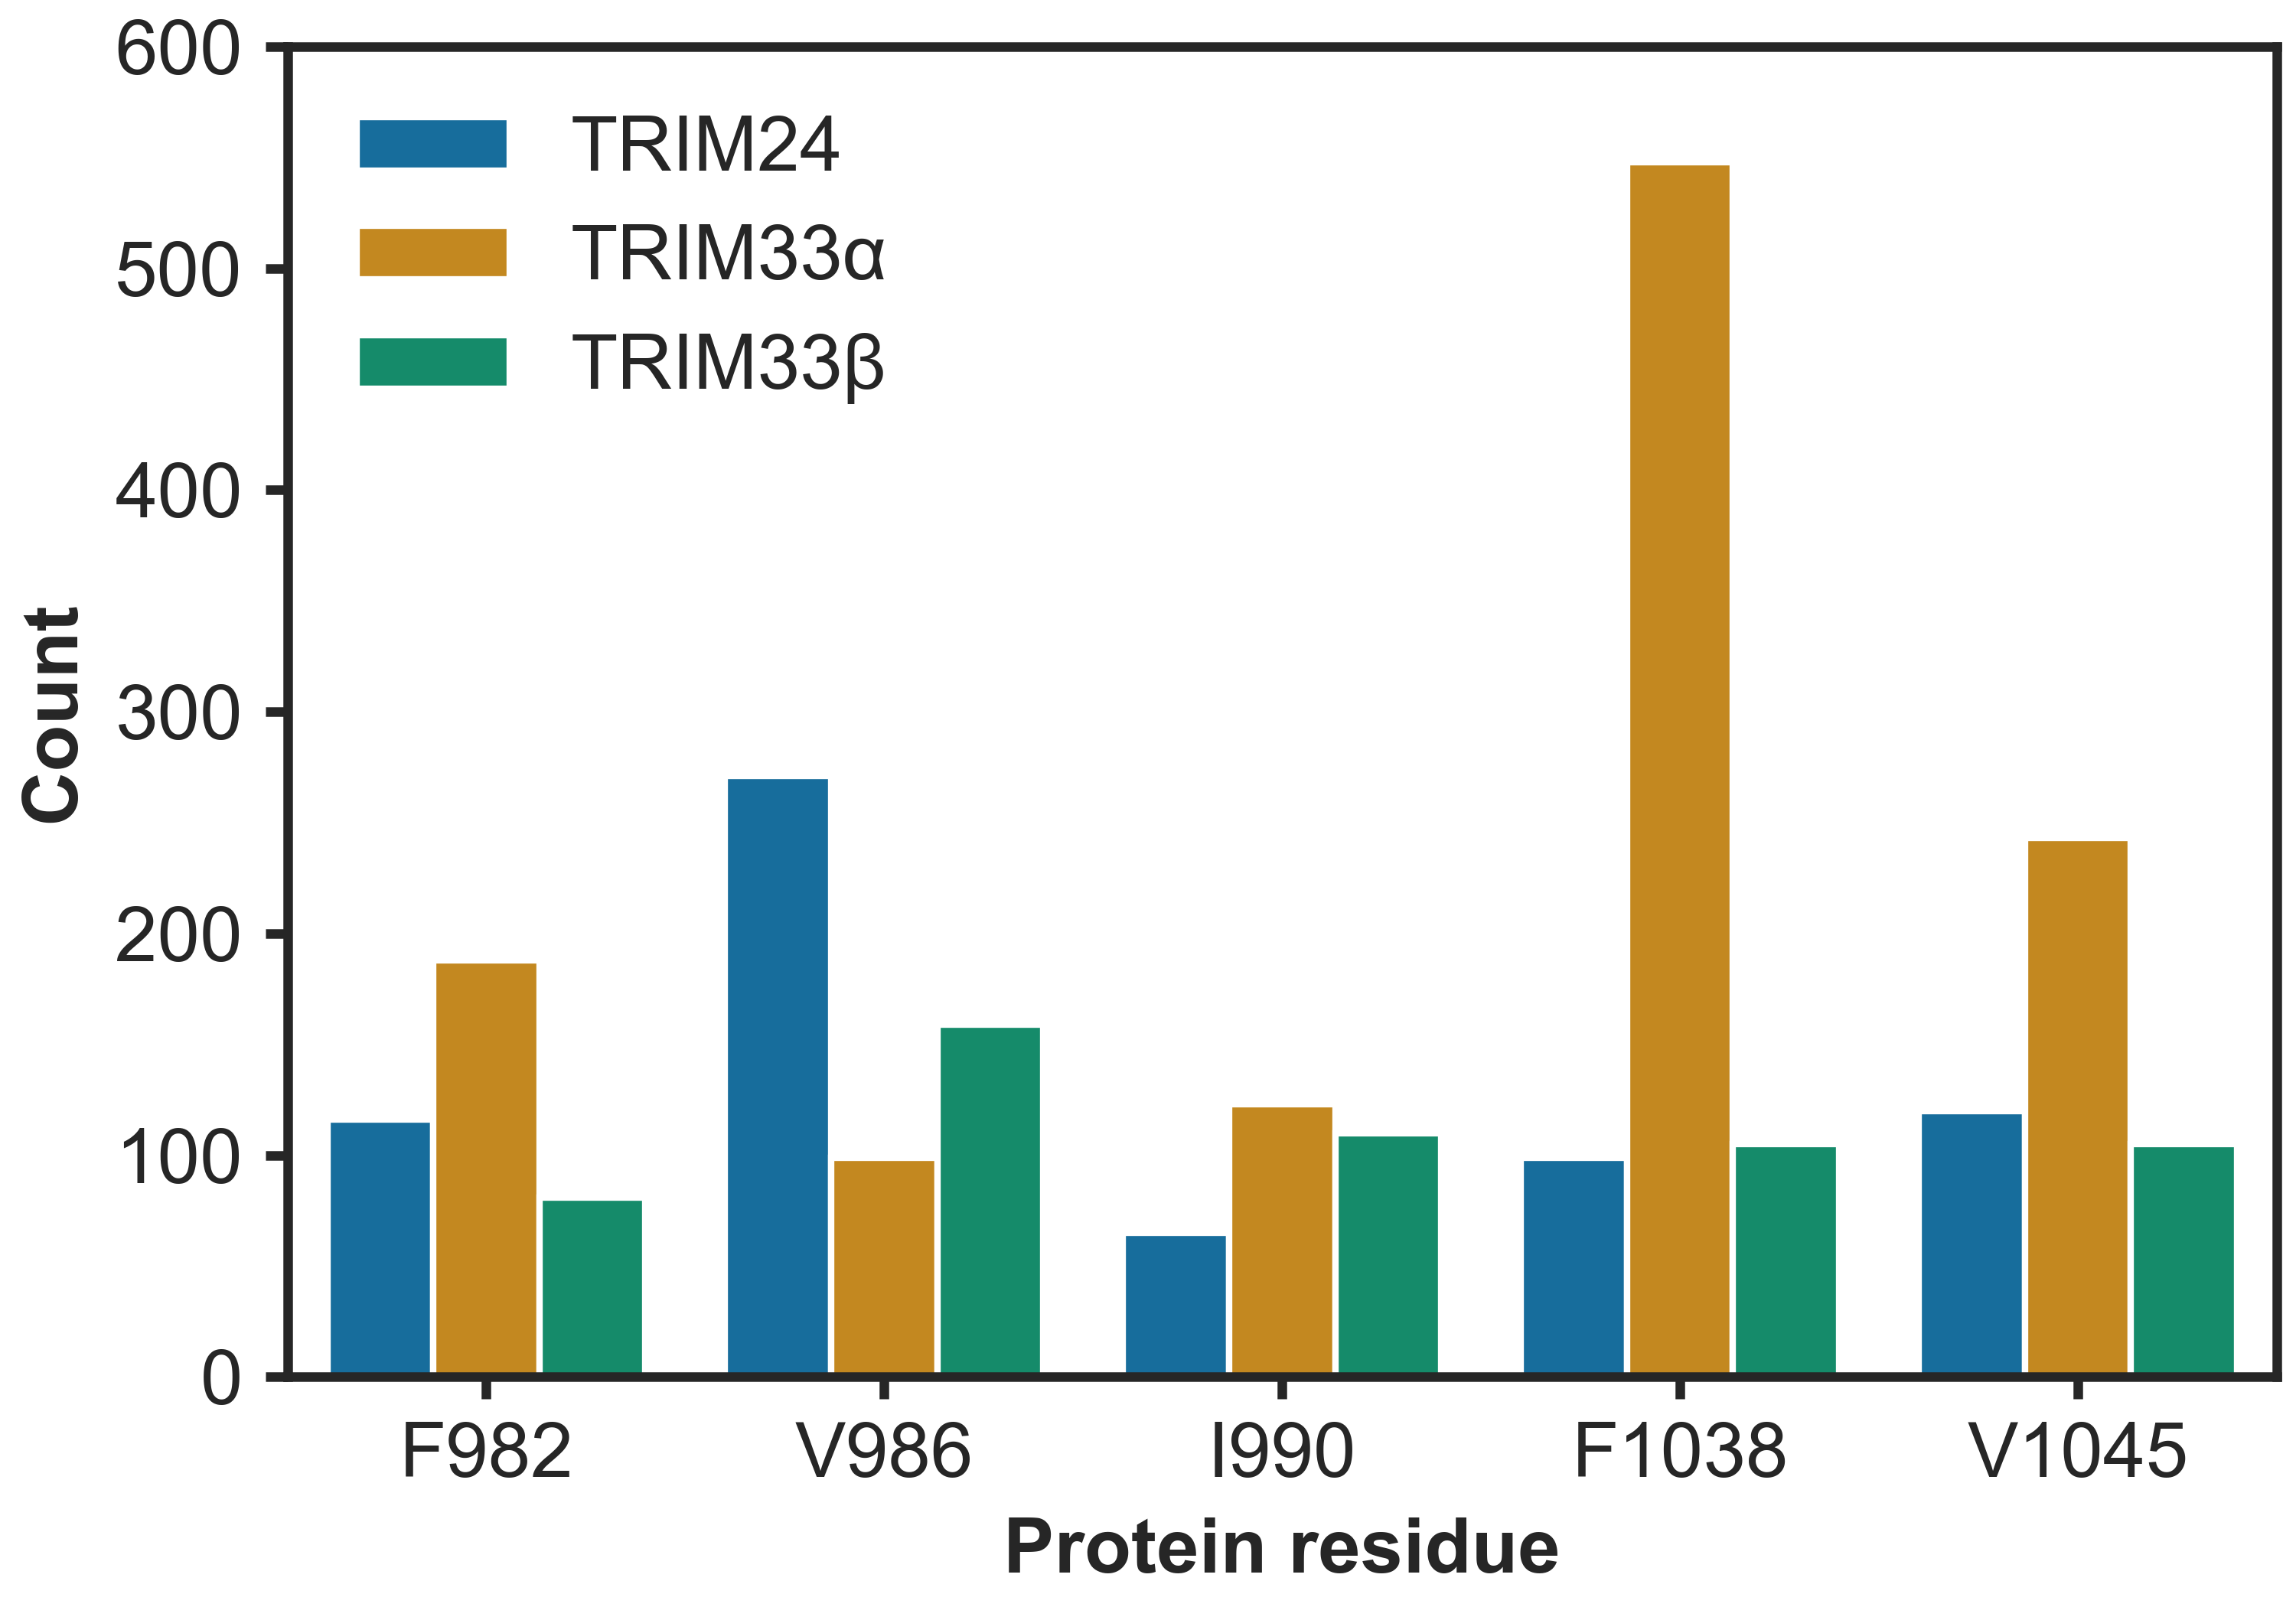 600
500
400
300
200
100
0
Count
TRIM24
TRIM33α
TRIM33β
F982 V986 I990 F1038 V1045
Protein residue